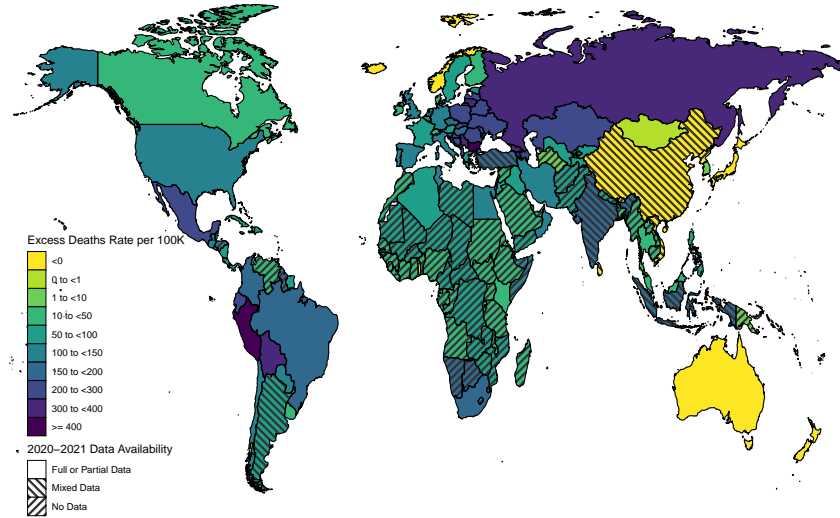 Excess Deaths Rate per 100K
<0
0 to <1
1 to <10
10 to <50
50 to <100
100 to <150
150 to <200
200 to <300
300 to <400
>= 400
2020–2021 Data Availability
Full or Partial Data
Mixed Data
No Data